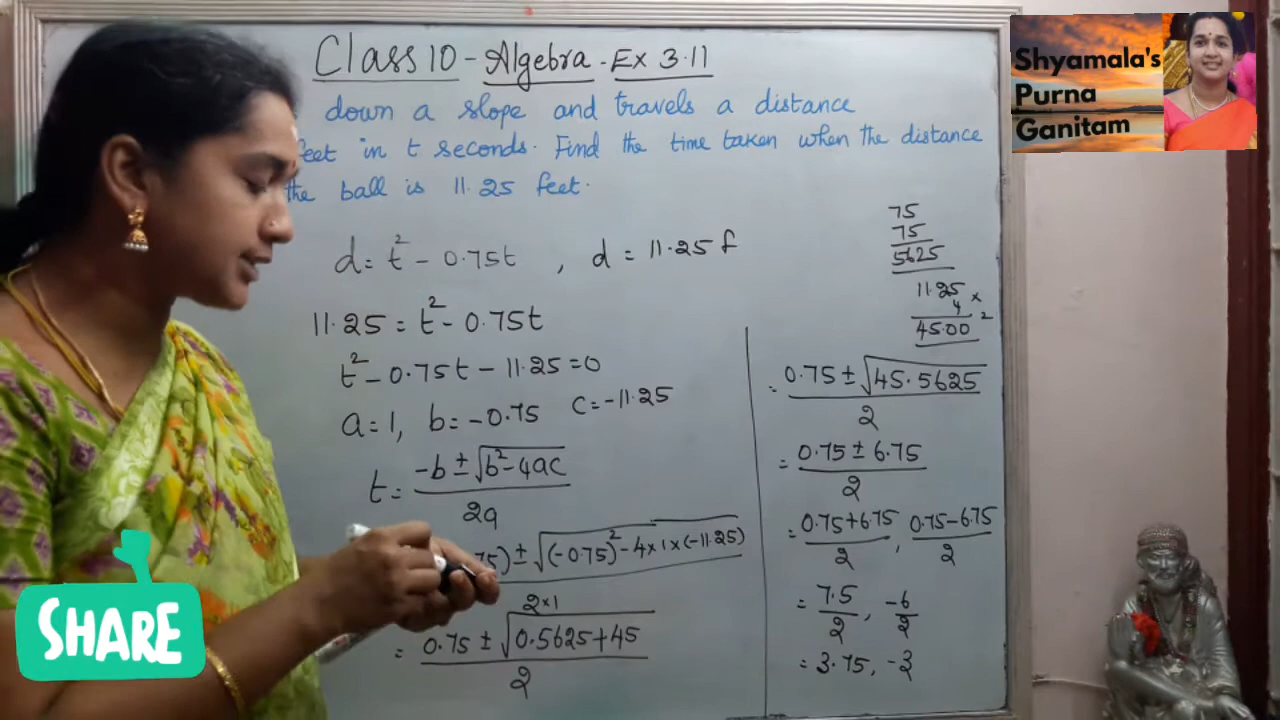 Class 10 - Algebra - Ex 3.11
down a slope and travels a distance
feet in t seconds. Find the time taken when the distance
the ball is 11.25 feet.
d = t² - 0.75t , d = 11.25 f
11.25 = t² - 0.75t
t² - 0.75t - 11.25 = 0
a = 1, b = -0.75 c = -11.25
t = -b ± √b² - 4ac
2a
75) ± √(-0.75)² - 4 x 1 x (-11.25)
2 x 1
= 0.75 ± √0.5625 + 45
2
75
75
5625
11.25
4 x
45.00 2
= 0.75 ± √45.5625
2
= 0.75 ± 6.75
2
= 0.75 + 6.75 , 0.75 - 6.75
2 2
= 7.5 , -6
2 2
= 3.75, -3
Shyamala's
Purna
Ganitam
SHARE